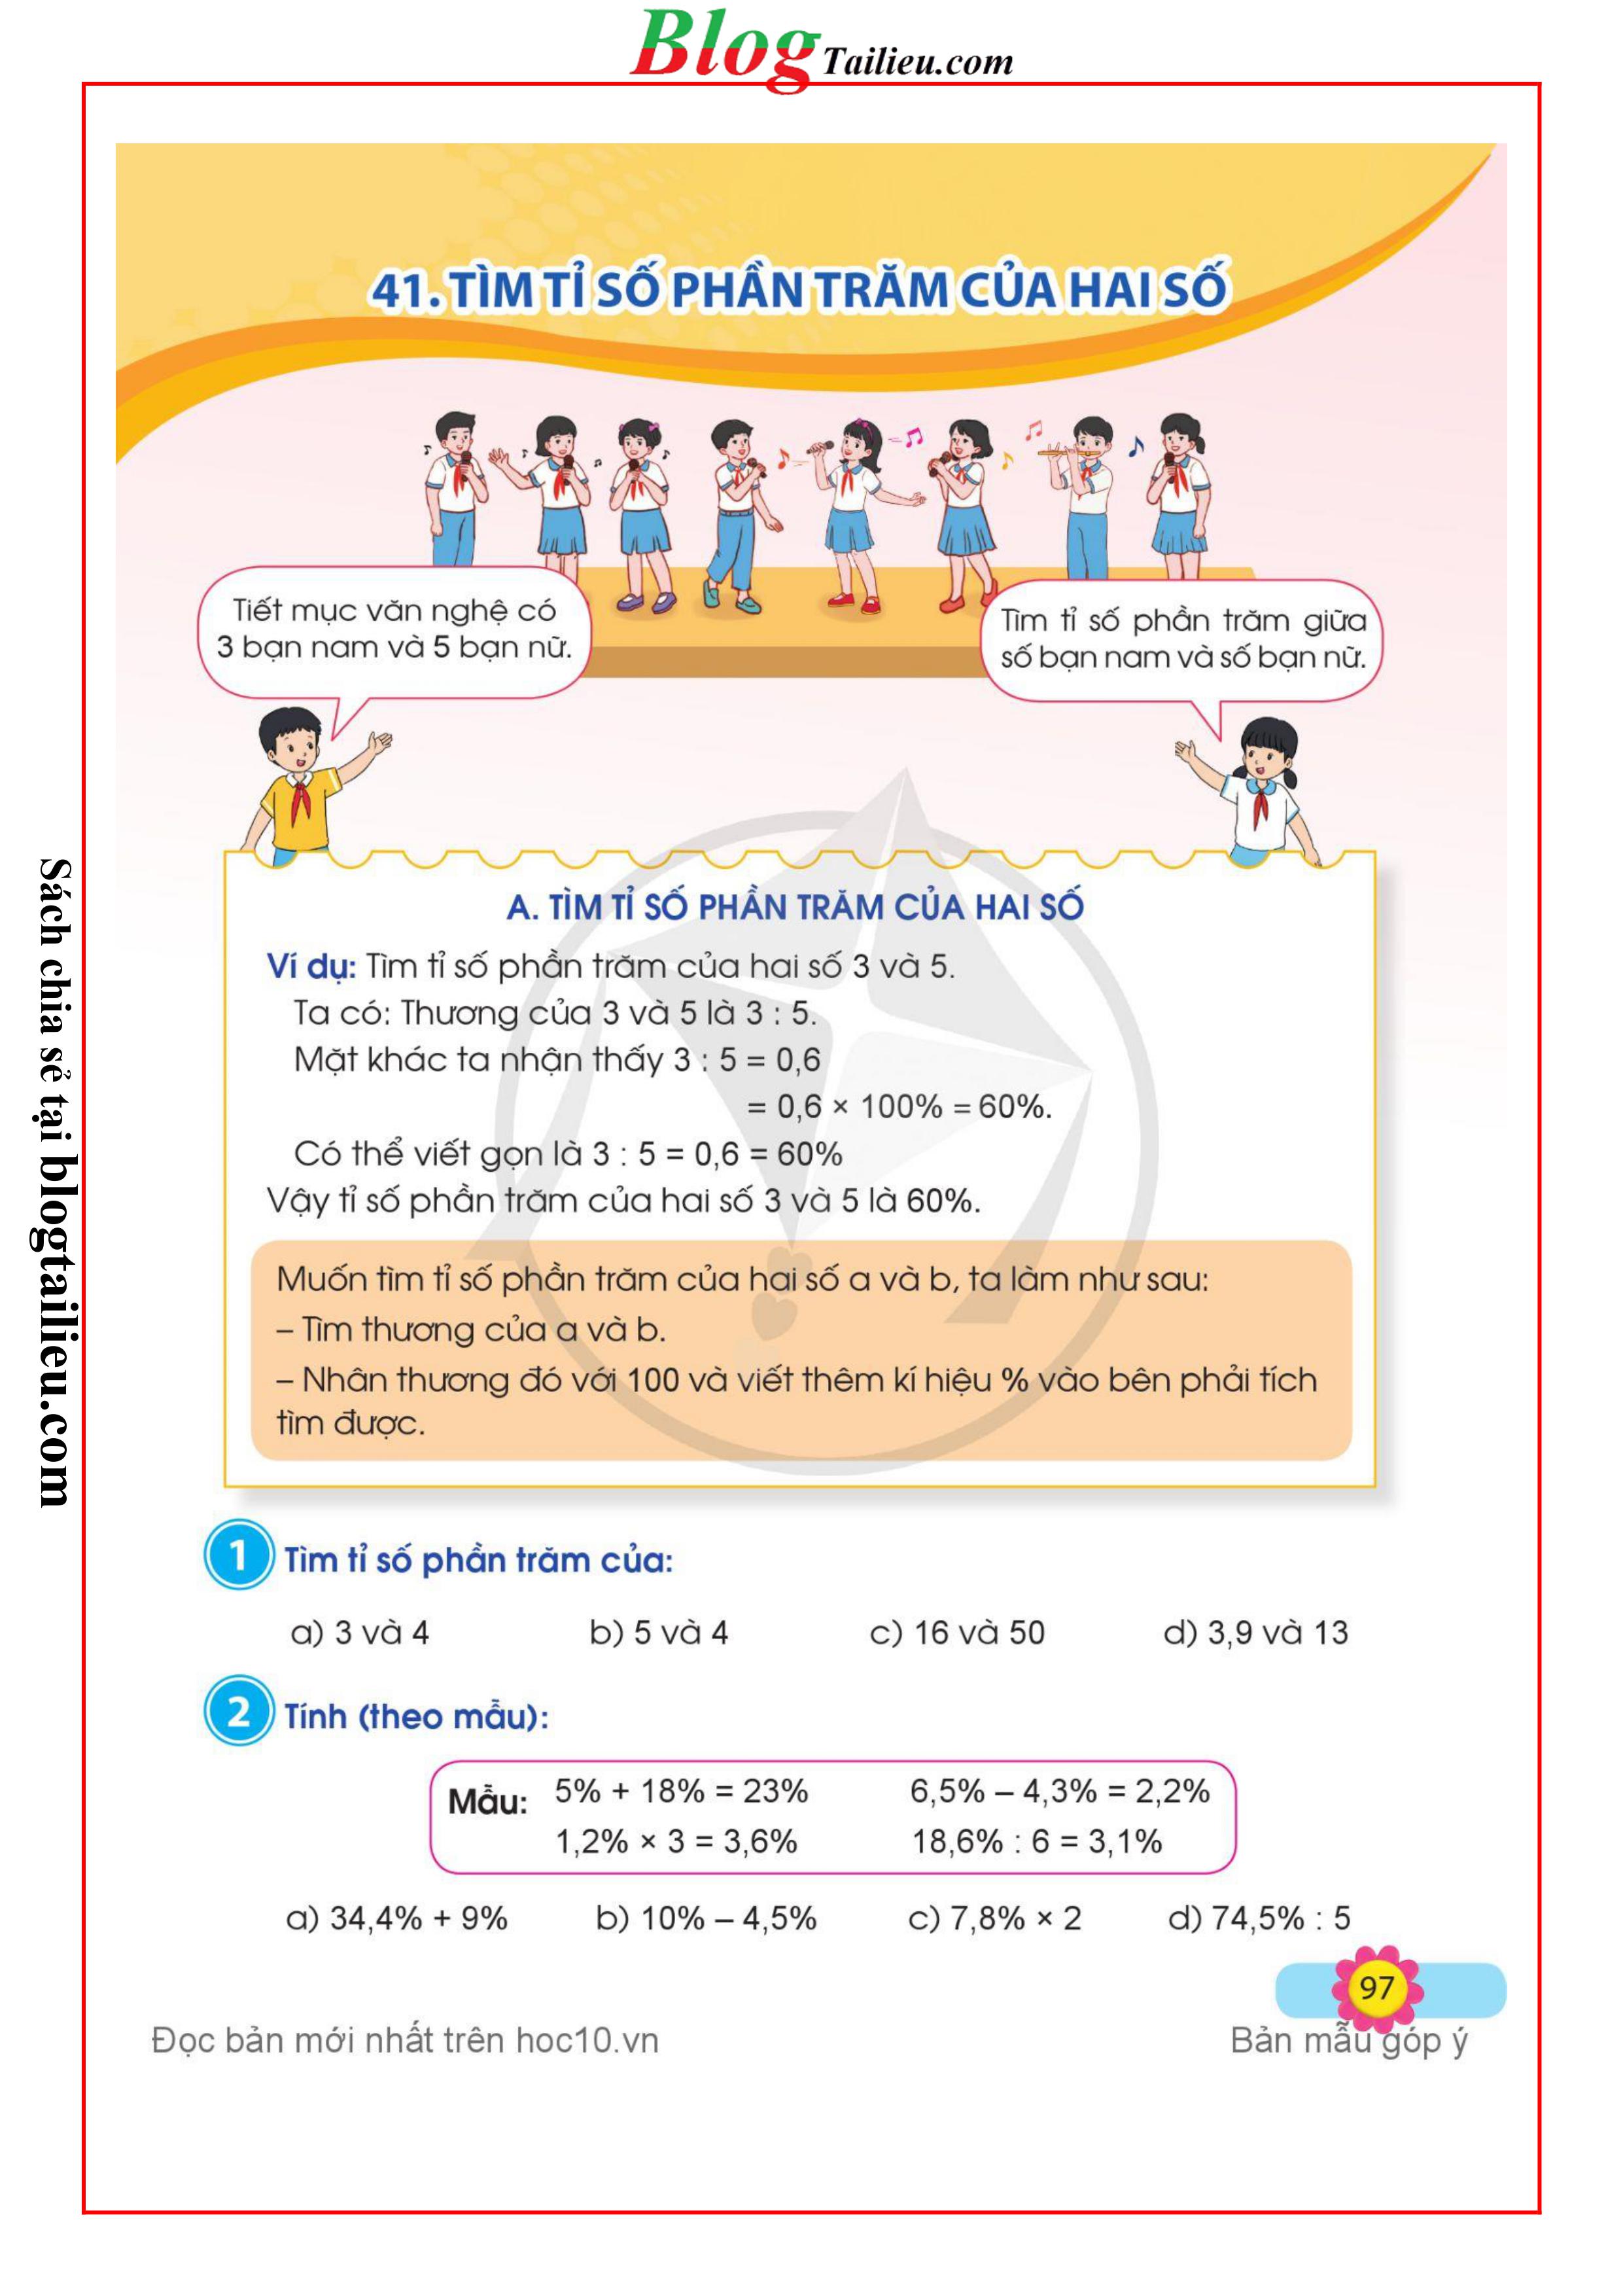 Blog Tailieu.com
41. TÌM TỈ SỐ PHẦN TRĂM CỦA HAI SỐ
Tiết mục văn nghệ có
3 bạn nam và 5 bạn nữ.
Tìm tỉ số phần trăm giữa
số bạn nam và số bạn nữ.
A. TÌM TỈ SỐ PHẦN TRĂM CỦA HAI SỐ
Ví dụ: Tìm tỉ số phần trăm của hai số 3 và 5.
Ta có: Thương của 3 và 5 là 3 : 5.
Mặt khác ta nhận thấy 3 : 5 = 0,6
= 0,6 × 100% = 60%.
Có thể viết gọn là 3 : 5 = 0,6 = 60%
Vậy tỉ số phần trăm của hai số 3 và 5 là 60%.
Muốn tìm tỉ số phần trăm của hai số a và b, ta làm như sau:
– Tìm thương của a và b.
– Nhân thương đó với 100 và viết thêm kí hiệu % vào bên phải tích
tìm được.
1 Tìm tỉ số phần trăm của:
a) 3 và 4 b) 5 và 4 c) 16 và 50 d) 3,9 và 13
2 Tính (theo mẫu):
Mẫu: 5% + 18% = 23% 6,5% – 4,3% = 2,2%
1,2% × 3 = 3,6% 18,6% : 6 = 3,1%
a) 34,4% + 9% b) 10% – 4,5% c) 7,8% × 2 d) 74,5% : 5
97
Đọc bản mới nhất trên hoc10.vn
Bản mẫu góp ý
Sách chia sẻ tại blogtailieu.com